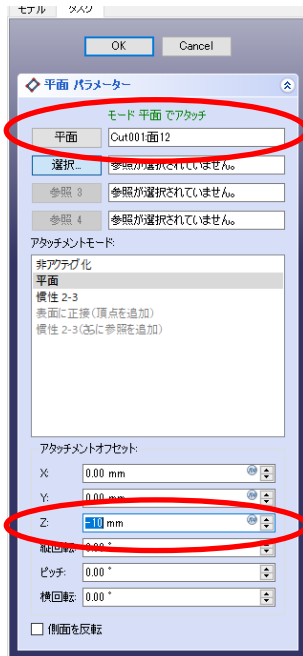 モデル タスク
OK Cancel
平面 パラメーター
モード 平面 でアタッチ
平面 Cut001:面12
選択... 参照が選択されていません。
参照 3 参照が選択されていません。
参照 4 参照が選択されていません。
アタッチメントモード:
非アクティブ化
平面
慣性 2-3
表面に正接(頂点を追加)
慣性 2-3(さらに参照を追加)
アタッチメントオフセット:
X: 0.00 mm
Y: 0.00 mm
Z: -10 mm
縦回転: 0.00 °
ピッチ: 0.00 °
横回転: 0.00 °
側面を反転